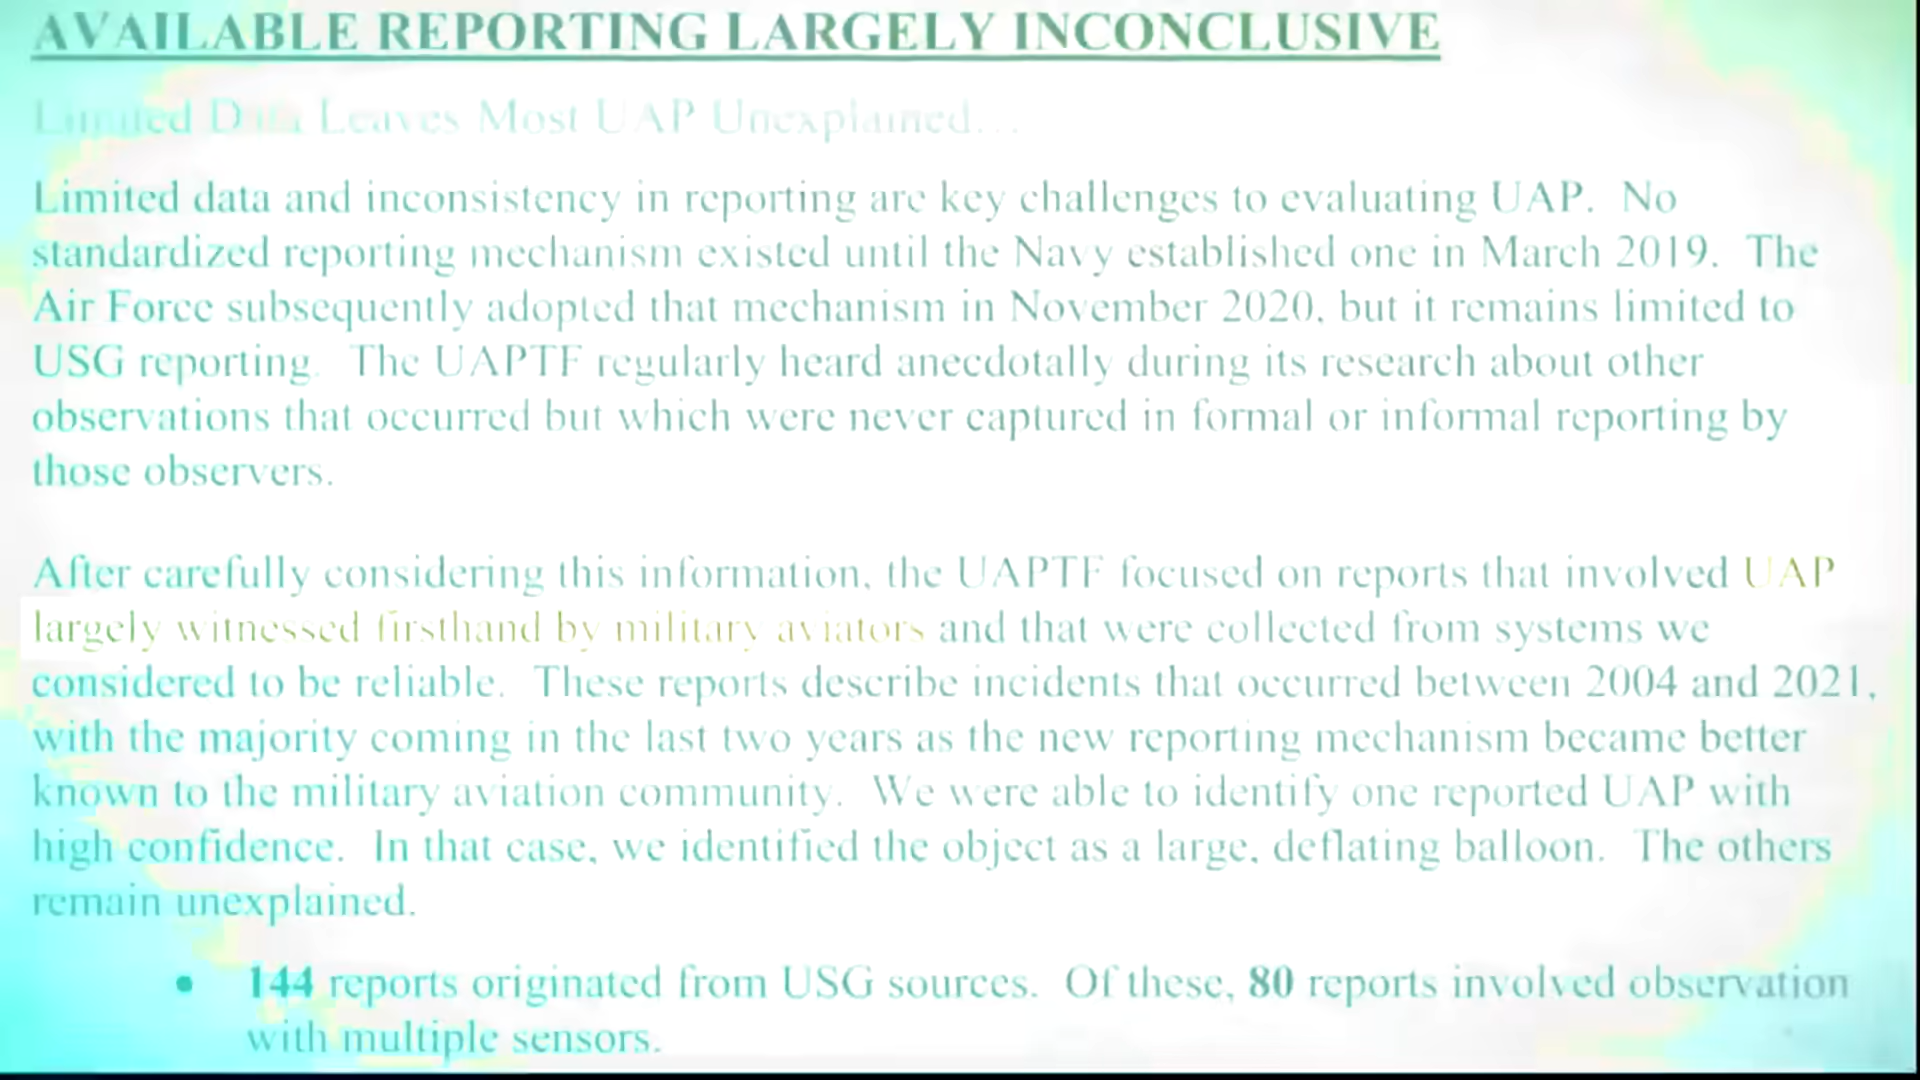 AVAILABLE REPORTING LARGELY INCONCLUSIVE
Limited Data Leaves Most UAP Unexplained...
Limited data and inconsistency in reporting are key challenges to evaluating UAP. No
standardized reporting mechanism existed until the Navy established one in March 2019. The
Air Force subsequently adopted that mechanism in November 2020, but it remains limited to
USG reporting. The UAPTF regularly heard anecdotally during its research about other
observations that occurred but which were never captured in formal or informal reporting by
those observers.
After carefully considering this information, the UAPTF focused on reports that involved UAP
largely witnessed firsthand by military aviators and that were collected from systems we
considered to be reliable. These reports describe incidents that occurred between 2004 and 2021,
with the majority coming in the last two years as the new reporting mechanism became better
known to the military aviation community. We were able to identify one reported UAP with
high confidence. In that case, we identified the object as a large, deflating balloon. The others
remain unexplained.
• 144 reports originated from USG sources. Of these, 80 reports involved observation
with multiple sensors.